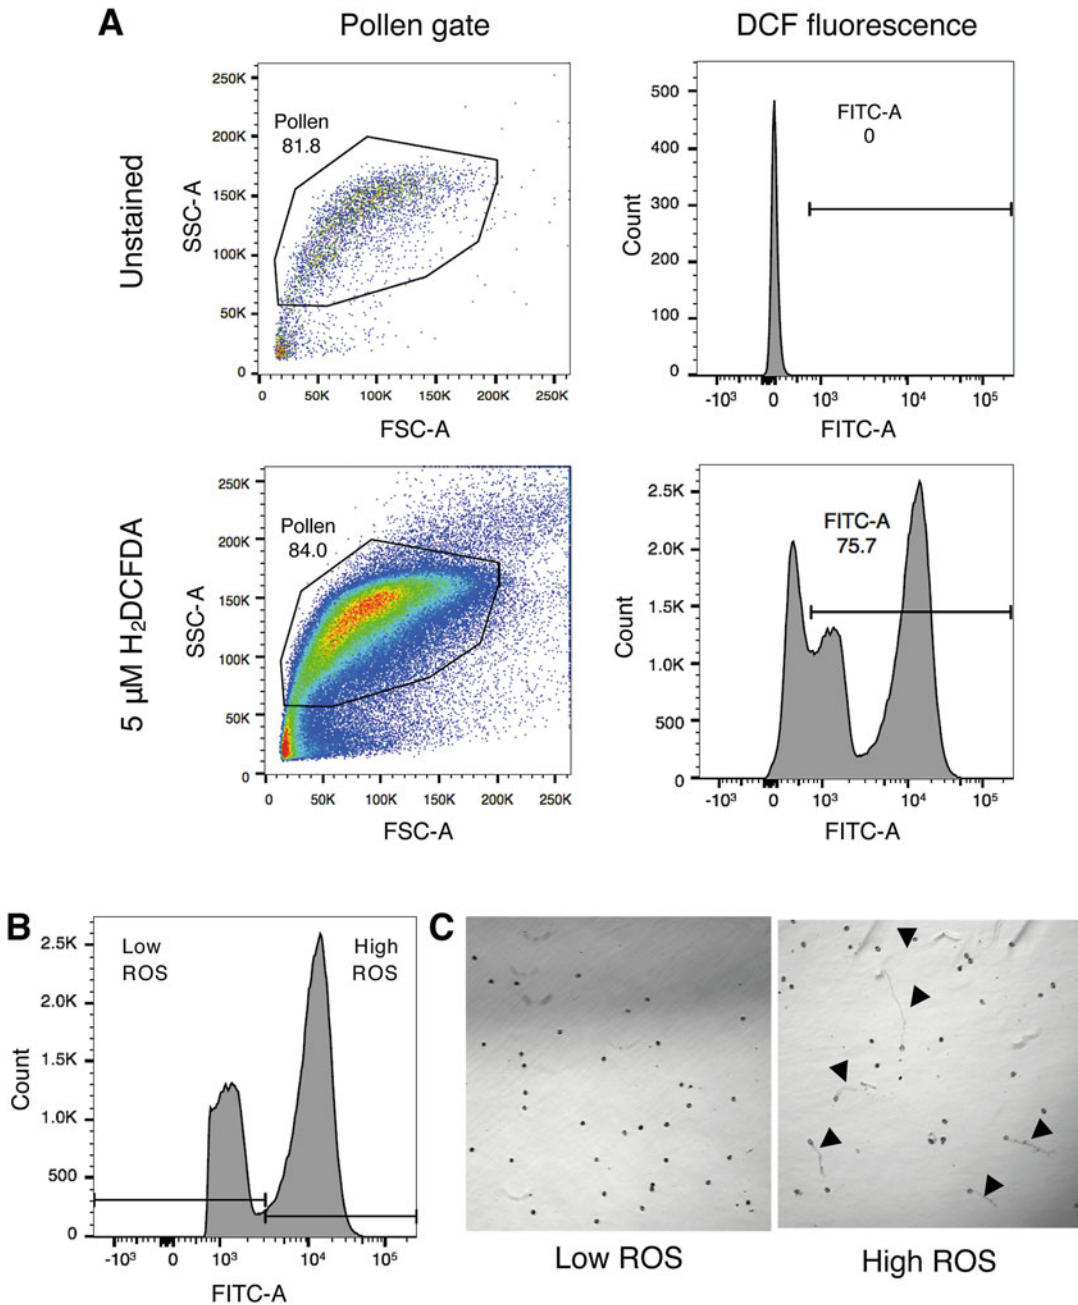 A
Pollen gate
DCF fluorescence
Unstained
SSC-A
250K
200K
150K
100K
50K
0
Pollen
81.8
0
50K
100K
150K
200K
250K
FSC-A
Count
500
400
300
200
100
0
FITC-A
0
-10³
0
10³
10⁴
10⁵
FITC-A
5 µM H₂DCFDA
SSC-A
250K
200K
150K
100K
50K
0
Pollen
84.0
0
50K
100K
150K
200K
250K
FSC-A
Count
2.5K
2.0K
1.5K
1.0K
500
0
FITC-A
75.7
-10³
0
10³
10⁴
10⁵
FITC-A
B
Count
2.5K
2.0K
1.5K
1.0K
500
0
Low
ROS
High
ROS
-10³
0
10³
10⁴
10⁵
FITC-A
C
Low ROS
High ROS